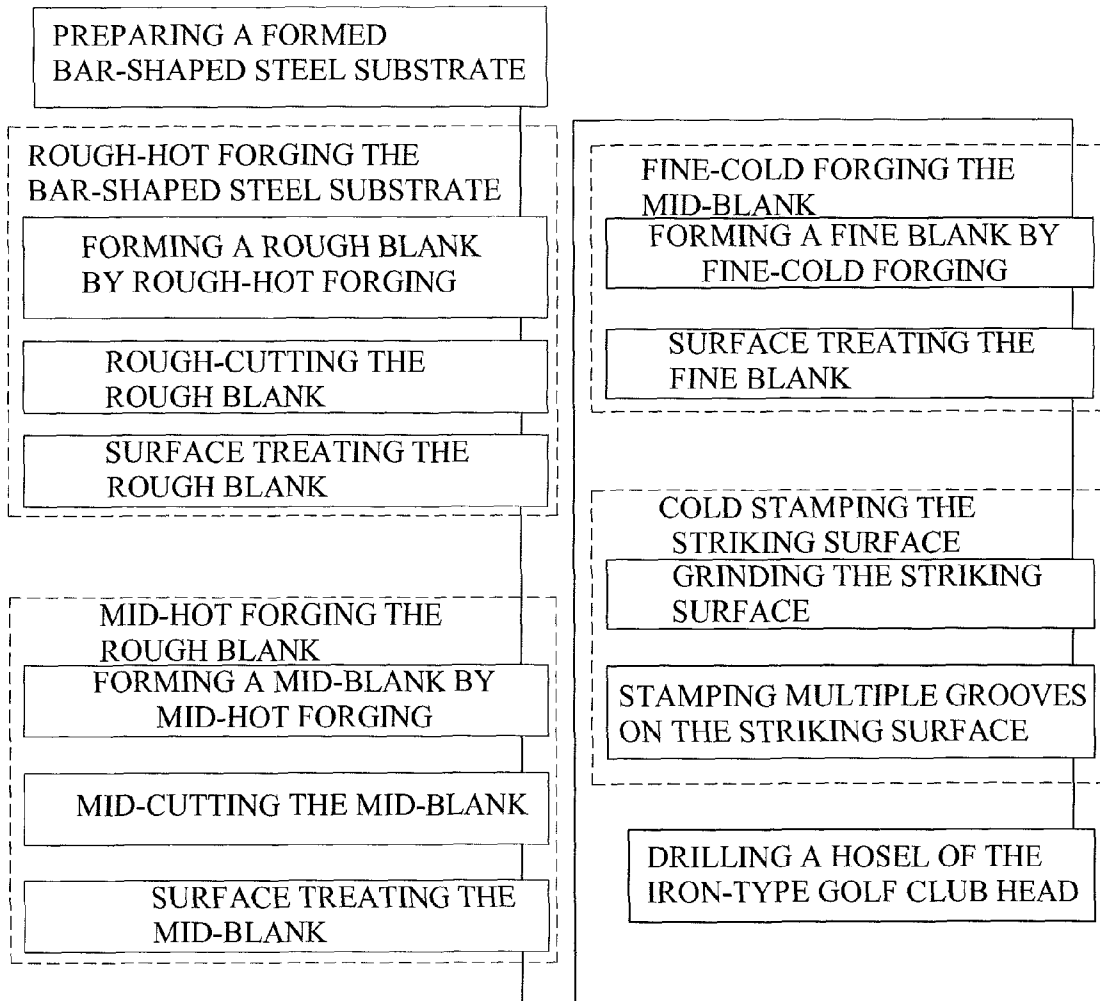 PREPARING A FORMED
BAR-SHAPED STEEL SUBSTRATE
ROUGH-HOT FORGING THE
BAR-SHAPED STEEL SUBSTRATE
FORMING A ROUGH BLANK
BY ROUGH-HOT FORGING
ROUGH-CUTTING THE
ROUGH BLANK
SURFACE TREATING THE
ROUGH BLANK
MID-HOT FORGING THE
ROUGH BLANK
FORMING A MID-BLANK BY
MID-HOT FORGING
MID-CUTTING THE MID-BLANK
SURFACE TREATING THE
MID-BLANK
FINE-COLD FORGING THE
MID-BLANK
FORMING A FINE BLANK BY
FINE-COLD FORGING
SURFACE TREATING THE
FINE BLANK
COLD STAMPING THE
STRIKING SURFACE
GRINDING THE STRIKING
SURFACE
STAMPING MULTIPLE GROOVES
ON THE STRIKING SURFACE
DRILLING A HOSEL OF THE
IRON-TYPE GOLF CLUB HEAD